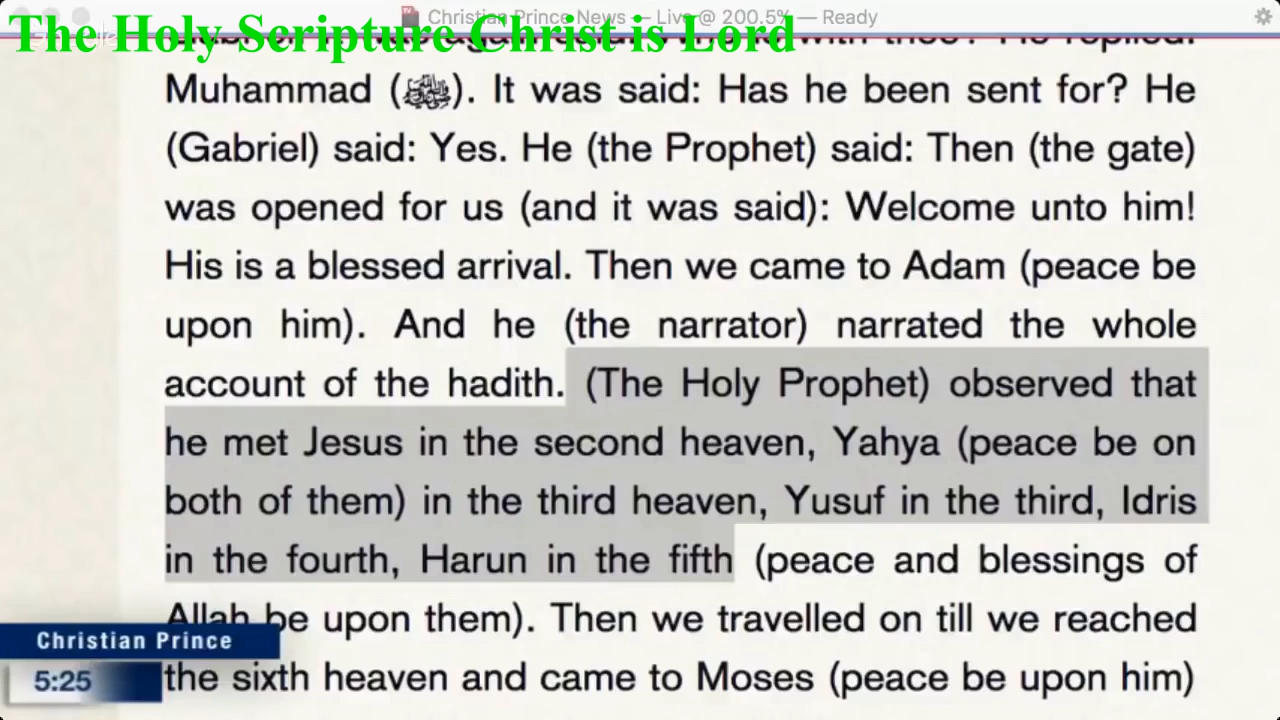 Christian Prince News — Live @ 200.5% — Ready
The Holy Scripture Christ is Lord
with thee? He replied:
Muhammad (ﷺ). It was said: Has he been sent for? He
(Gabriel) said: Yes. He (the Prophet) said: Then (the gate)
was opened for us (and it was said): Welcome unto him!
His is a blessed arrival. Then we came to Adam (peace be
upon him). And he (the narrator) narrated the whole
account of the hadith. (The Holy Prophet) observed that
he met Jesus in the second heaven, Yahya (peace be on
both of them) in the third heaven, Yusuf in the third, Idris
in the fourth, Harun in the fifth (peace and blessings of
Allah be upon them). Then we travelled on till we reached
the sixth heaven and came to Moses (peace be upon him)
Christian Prince
5:25